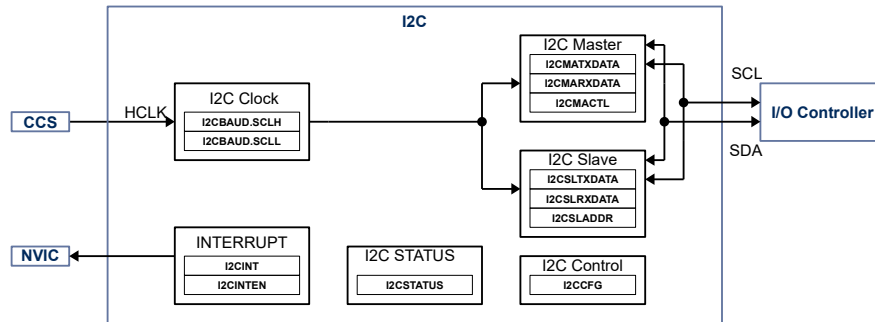 I2C
I2C Master
I2CMATXDATA
I2CMARXDATA
I2CMACTL
I2C Clock
I2CBAUD.SCLH
I2CBAUD.SCLL
CCS
HCLK
SCL
I/O Controller
SDA
I2C Slave
I2CSLTXDATA
I2CSLRXDATA
I2CSLADDR
NVIC
INTERRUPT
I2CINT
I2CINTEN
I2C STATUS
I2CSTATUS
I2C Control
I2CCFG